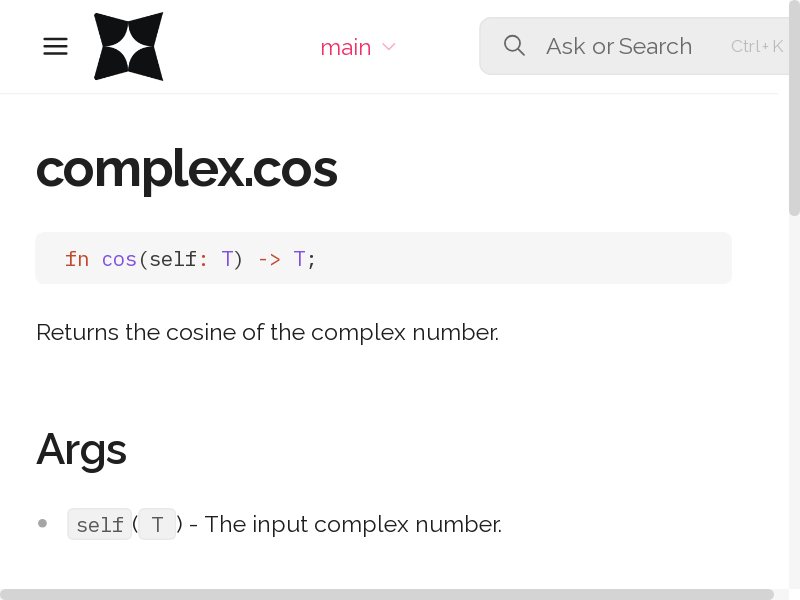 main
Ask or Search
Ctrl+K
complex.cos
fn cos(self: T) -> T;
Returns the cosine of the complex number.
Args
self(T) - The input complex number.